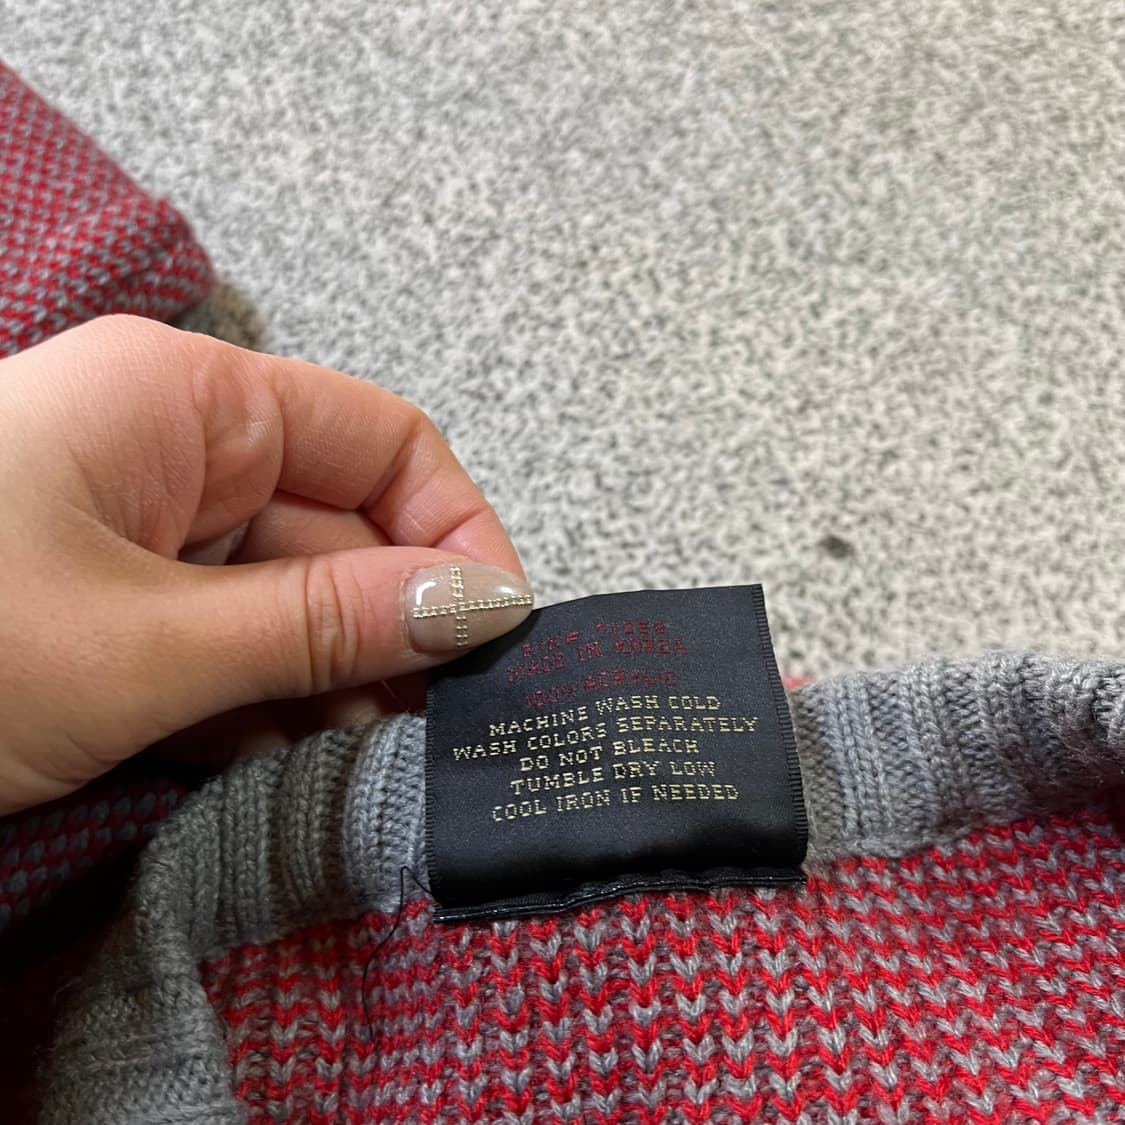 MADE IN KOREA
100% ACRYLIC
MACHINE WASH COLD
WASH COLORS SEPARATELY
DO NOT BLEACH
TUMBLE DRY LOW
COOL IRON IF NEEDED